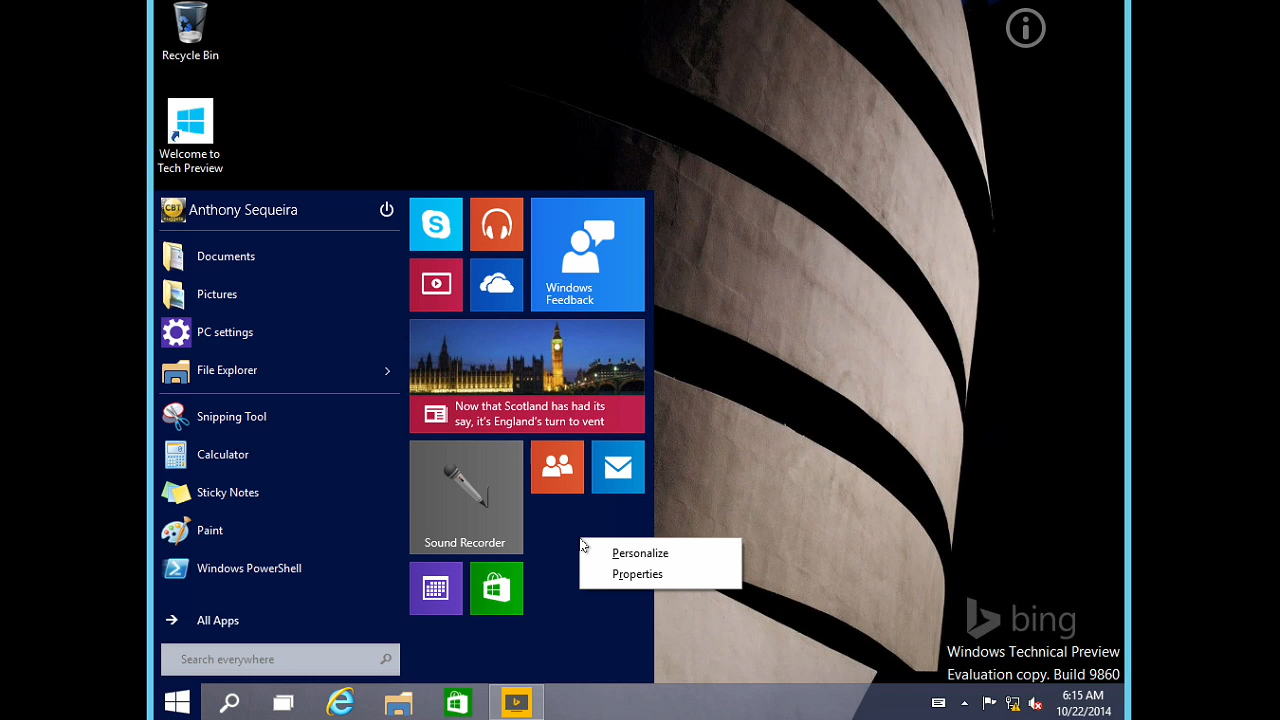 Recycle Bin
Welcome to
Tech Preview
CBT
Anthony Sequeira
Documents
Pictures
PC settings
File Explorer
Snipping Tool
Calculator
Sticky Notes
Paint
Windows PowerShell
All Apps
Search everywhere
Windows
Feedback
Now that Scotland has had its
say, it's England's turn to vent
Sound Recorder
Personalize
Properties
bing
Windows Technical Preview
Evaluation copy. Build 9860
6:15 AM
10/22/2014